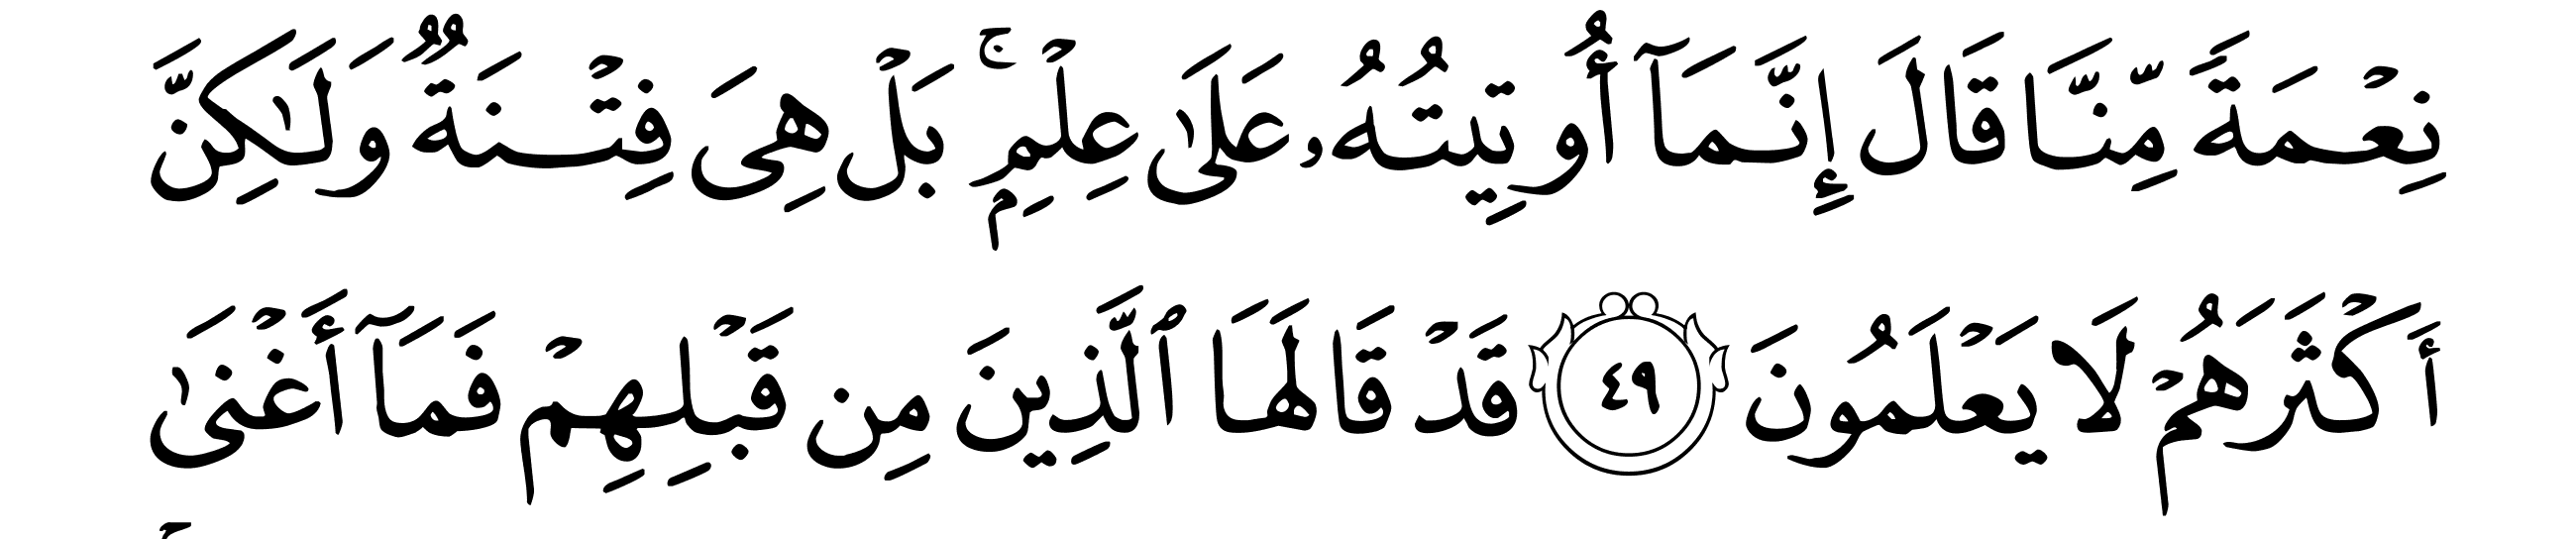 نِعْمَةً مِّنَّا قَالَ إِنَّمَآ أُوتِيتُهُۥ عَلَىٰ عِلْمٍۭ ۚ بَلْ هِىَ فِتْنَةٌ وَلَـٰكِنَّ
أَكْثَرَهُمْ لَا يَعْلَمُونَ ٤٩ قَدْ قَالَهَا ٱلَّذِينَ مِن قَبْلِهِمْ فَمَآ أَغْنَىٰ